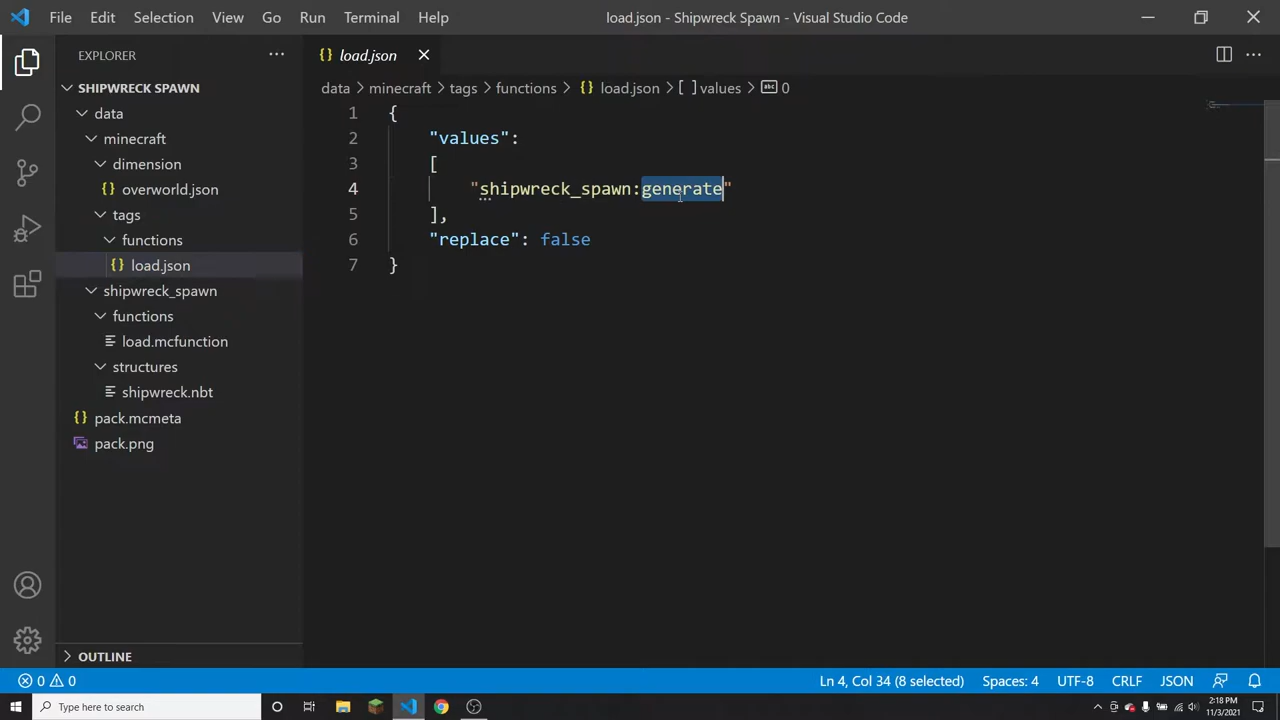 File Edit Selection View Go Run Terminal Help load.json - Shipwreck Spawn - Visual Studio Code
EXPLORER
load.json
SHIPWRECK SPAWN
data > minecraft > tags > functions > {} load.json > [ ] values > abc 0
data
minecraft
dimension
overworld.json
tags
functions
load.json
shipwreck_spawn
functions
load.mcfunction
structures
shipwreck.nbt
pack.mcmeta
pack.png
OUTLINE
1 {
2 "values":
3 [
4 "shipwreck_spawn:generate"
5 ],
6 "replace": false
7 }
0 0 Ln 4, Col 34 (8 selected) Spaces: 4 UTF-8 CRLF JSON
Type here to search
2:18 PM
11/3/2021